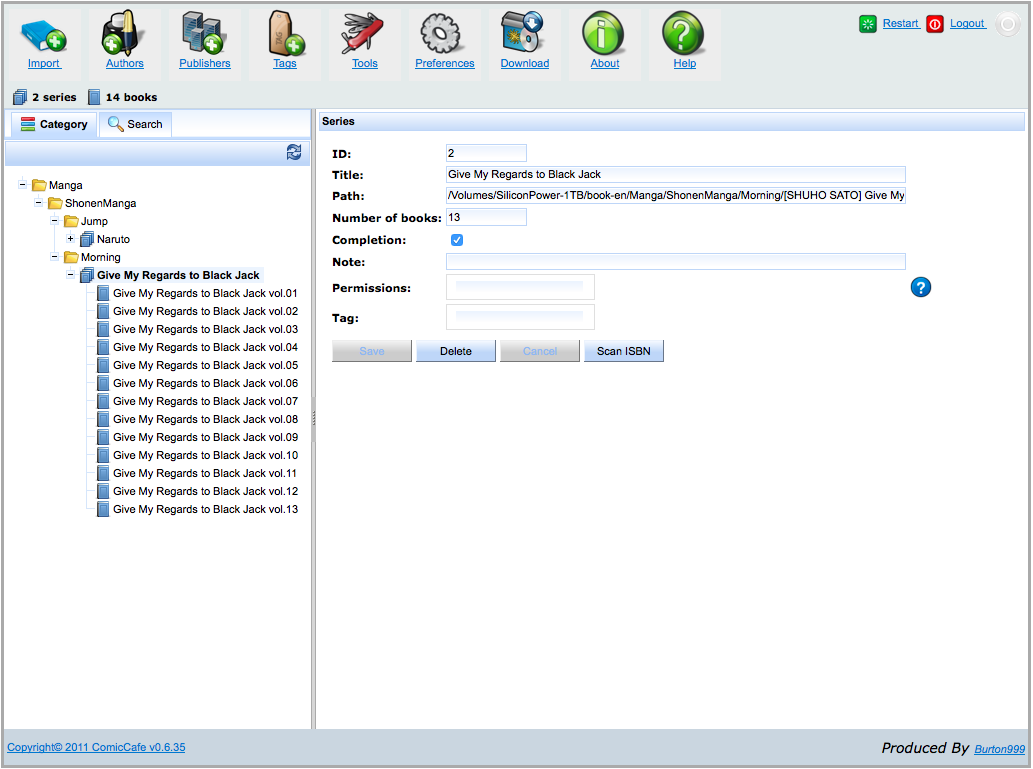 Import Authors Publishers Tags Tools Preferences Download About Help Restart Logout
TAG
2 series 14 books
Category Search
Manga
ShonenManga
Jump
Naruto
Morning
Give My Regards to Black Jack
Give My Regards to Black Jack vol.01
Give My Regards to Black Jack vol.02
Give My Regards to Black Jack vol.03
Give My Regards to Black Jack vol.04
Give My Regards to Black Jack vol.05
Give My Regards to Black Jack vol.06
Give My Regards to Black Jack vol.07
Give My Regards to Black Jack vol.08
Give My Regards to Black Jack vol.09
Give My Regards to Black Jack vol.10
Give My Regards to Black Jack vol.11
Give My Regards to Black Jack vol.12
Give My Regards to Black Jack vol.13
Series
ID: 2
Title: Give My Regards to Black Jack
Path: /Volumes/SiliconPower-1TB/book-en/Manga/ShonenManga/Morning/[SHUHO SATO] Give My
Number of books: 13
Completion:
Note:
Permissions: ?
Tag:
Save Delete Cancel Scan ISBN
Copyright© 2011 ComicCafe v0.6.35
Produced By Burton999